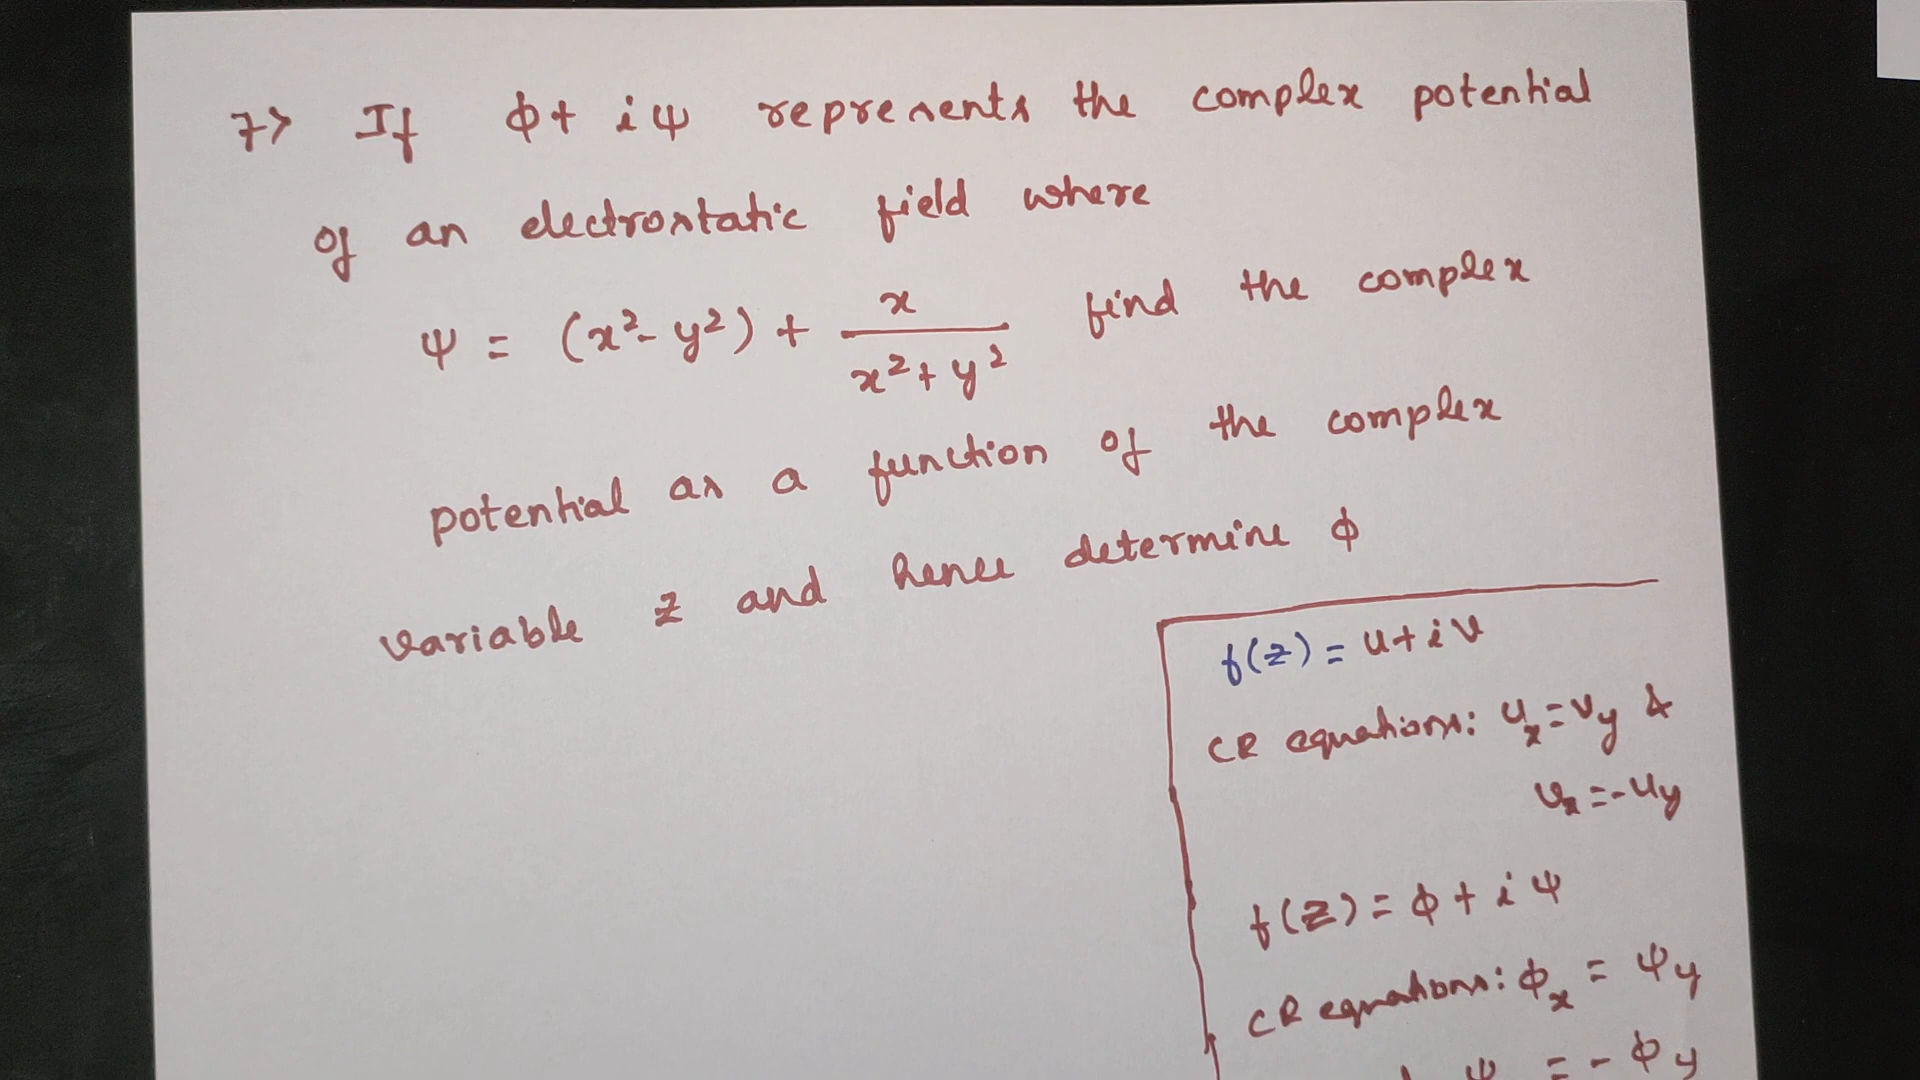 7> If ϕ + iψ represents the complex potential
of an electrostatic field where
ψ = (x² - y²) + x / (x² + y²) find the complex
potential as a function of the complex
variable z and hence determine ϕ
f(z) = u + iv
CR equations: uₓ = v_y &
vₓ = -u_y
f(z) = ϕ + iψ
CR equations: ϕₓ = ψ_y
ψ = -ϕ_y